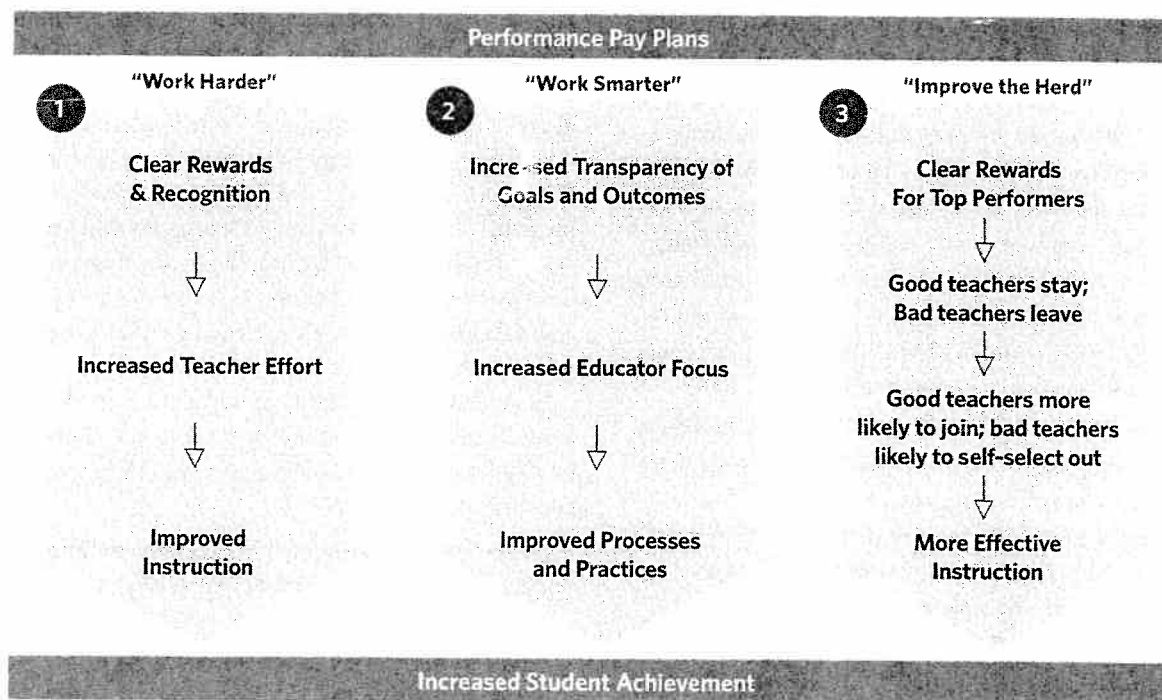 Performance Pay Plans
1
"Work Harder"
Clear Rewards
& Recognition
Increased Teacher Effort
Improved
Instruction
2
"Work Smarter"
Increased Transparency of
Goals and Outcomes
Increased Educator Focus
Improved Processes
and Practices
3
"Improve the Herd"
Clear Rewards
For Top Performers
Good teachers stay;
Bad teachers leave
Good teachers more
likely to join; bad teachers
likely to self-select out
More Effective
Instruction
Increased Student Achievement